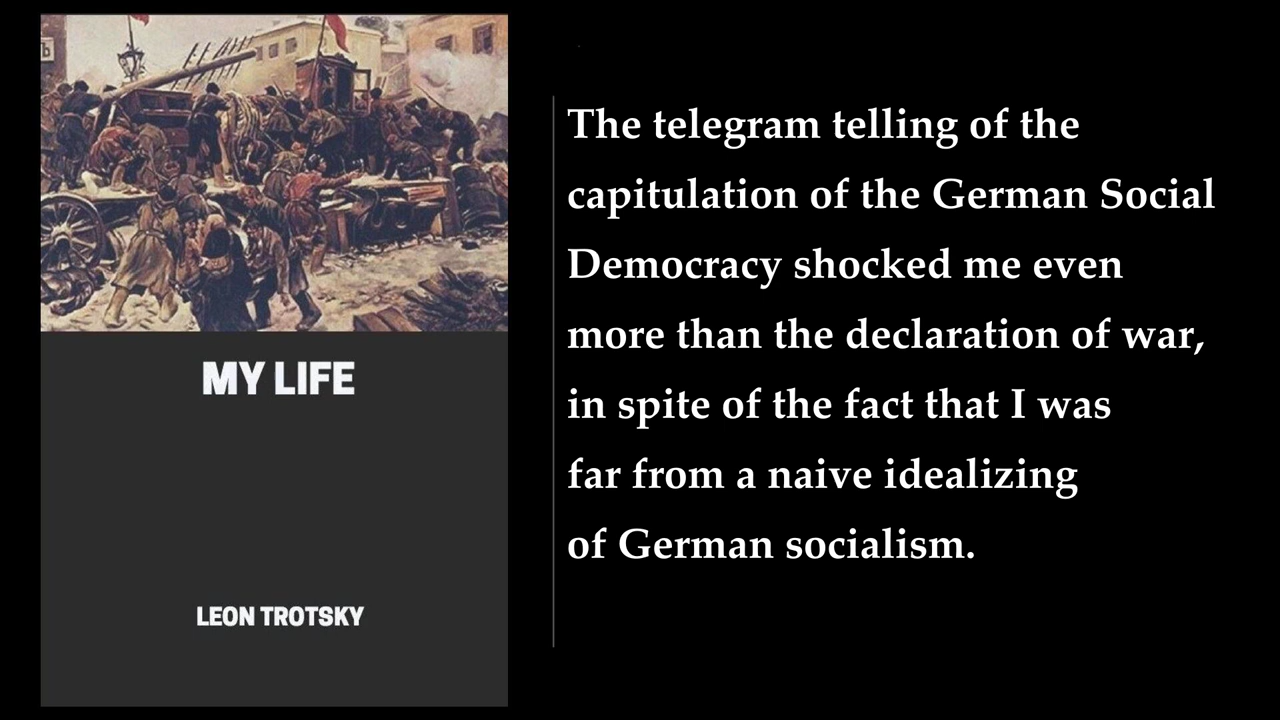 MY LIFE
LEON TROTSKY
The telegram telling of the
capitulation of the German Social
Democracy shocked me even
more than the declaration of war,
in spite of the fact that I was
far from a naive idealizing
of German socialism.